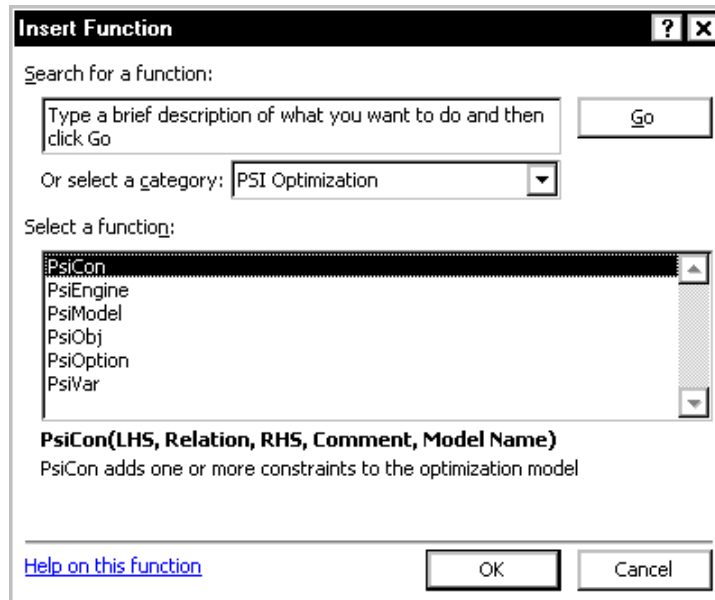 Insert Function
Search for a function:
Type a brief description of what you want to do and then
click Go
Go
Or select a category: PSI Optimization
Select a function:
PsiCon
PsiEngine
PsiModel
PsiObj
PsiOption
PsiVar
PsiCon(LHS, Relation, RHS, Comment, Model Name)
PsiCon adds one or more constraints to the optimization model
Help on this function
OK
Cancel